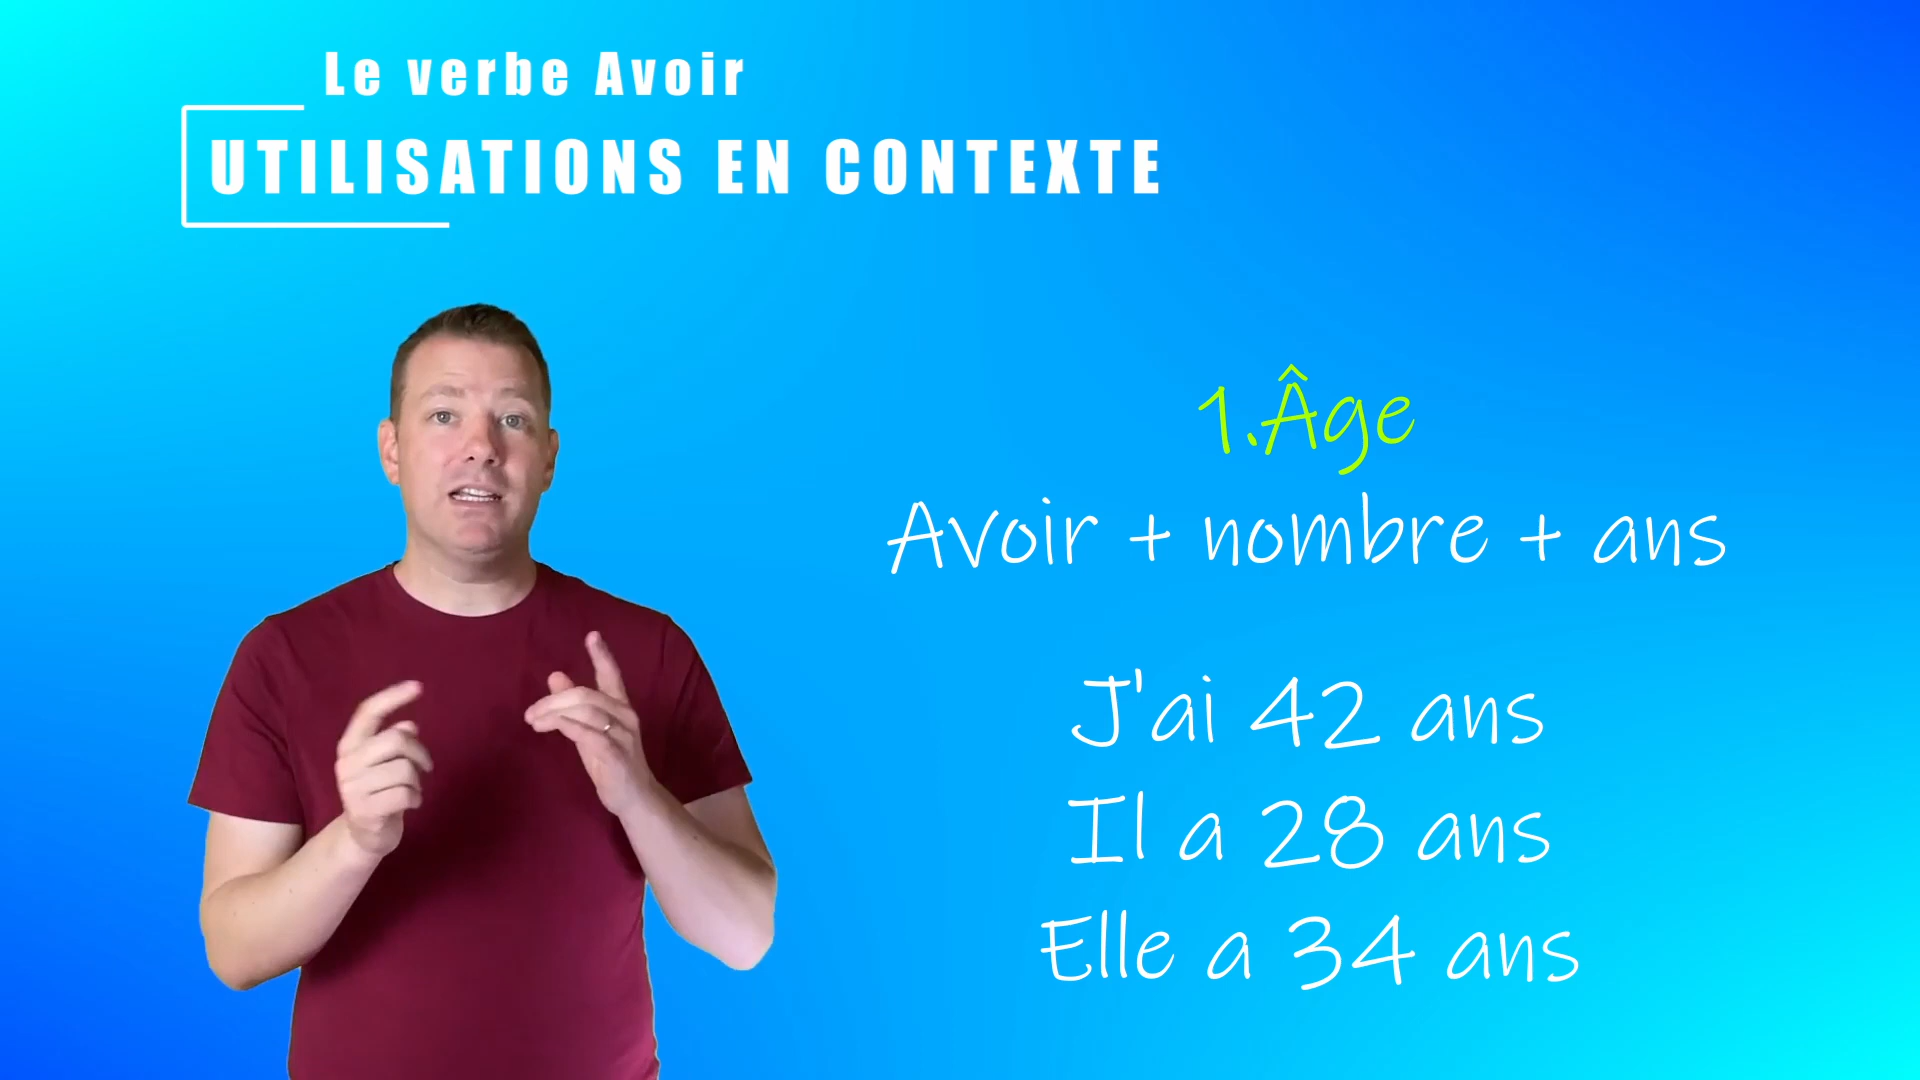 Le verbe Avoir
UTILISATIONS EN CONTEXTE
1.Âge
Avoir + nombre + ans
J'ai 42 ans
Il a 28 ans
Elle a 34 ans